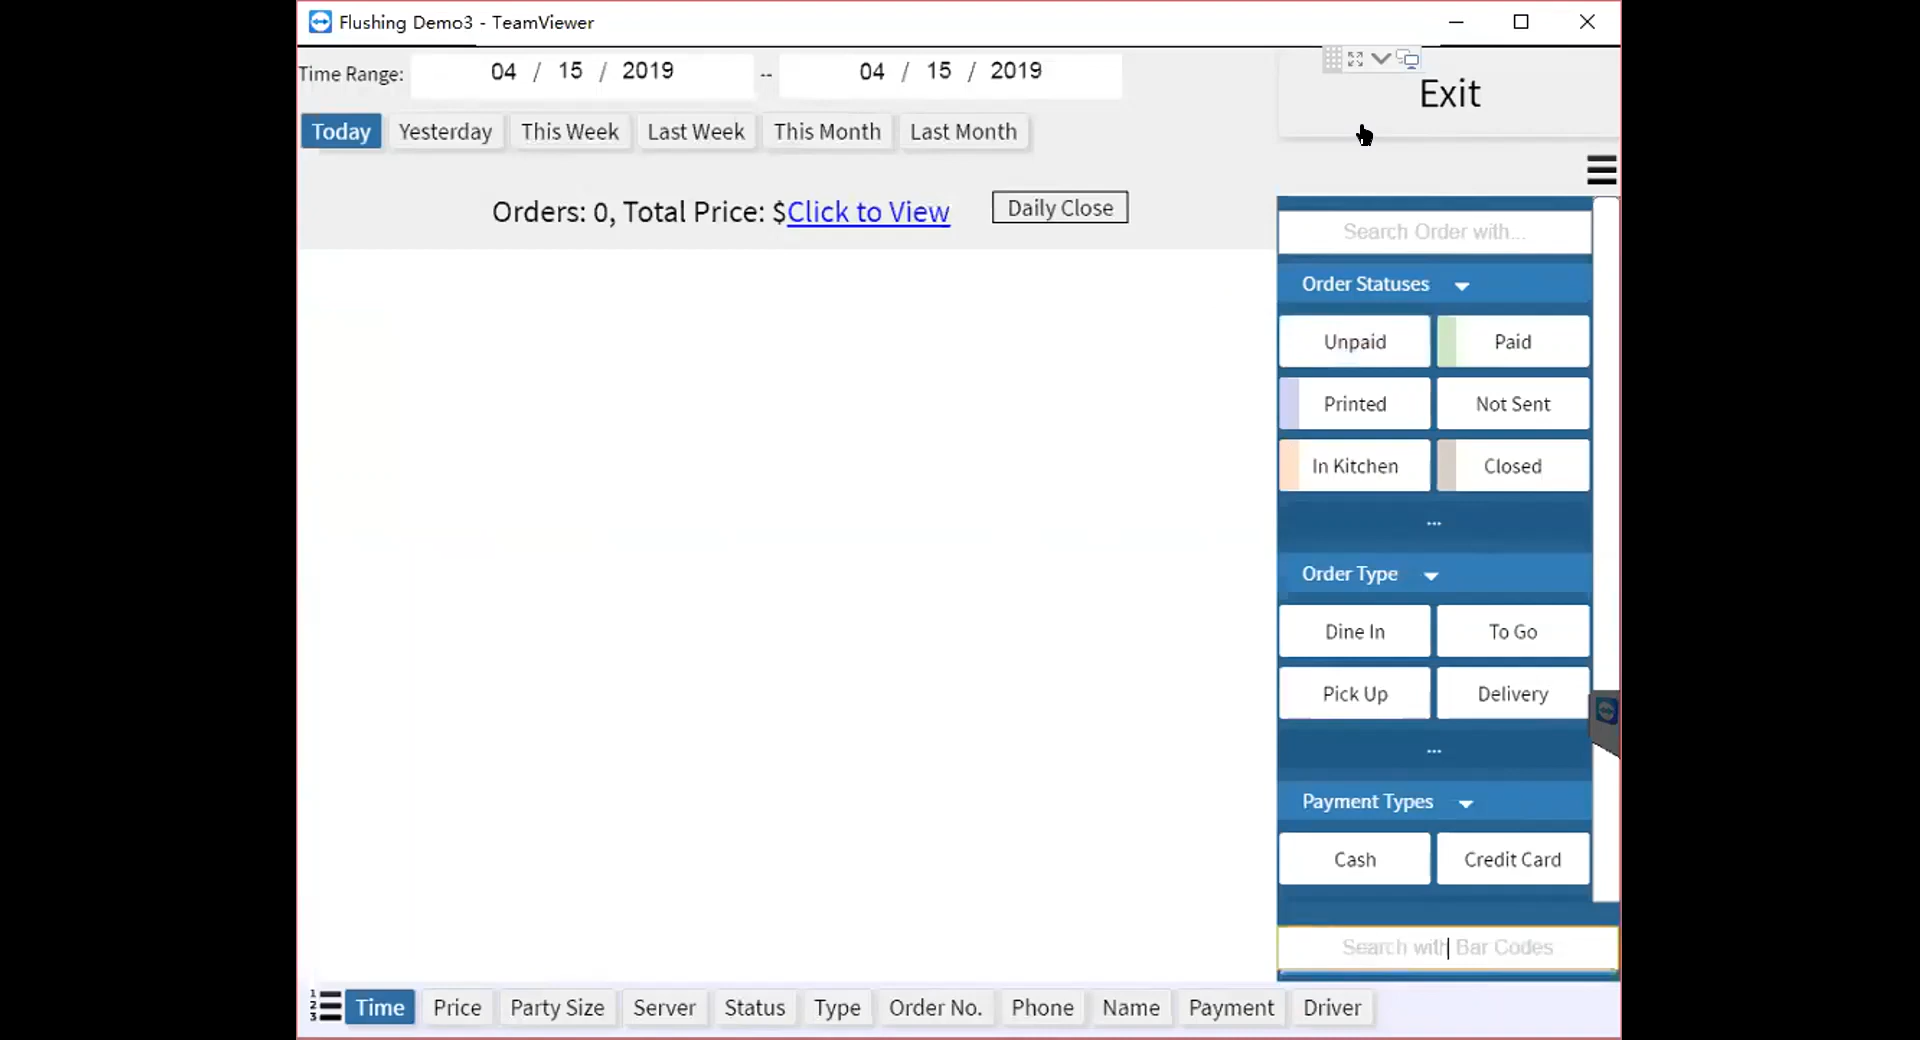 Flushing Demo3 - TeamViewer
Time Range: 04 / 15 / 2019 -- 04 / 15 / 2019
Exit
Today Yesterday This Week Last Week This Month Last Month
Orders: 0, Total Price: $Click to View Daily Close
Search Order with...
Order Statuses
Unpaid Paid
Printed Not Sent
In Kitchen Closed
...
Order Type
Dine In To Go
Pick Up Delivery
...
Payment Types
Cash Credit Card
Search with Bar Codes
1
2
3
Time Price Party Size Server Status Type Order No. Phone Name Payment Driver